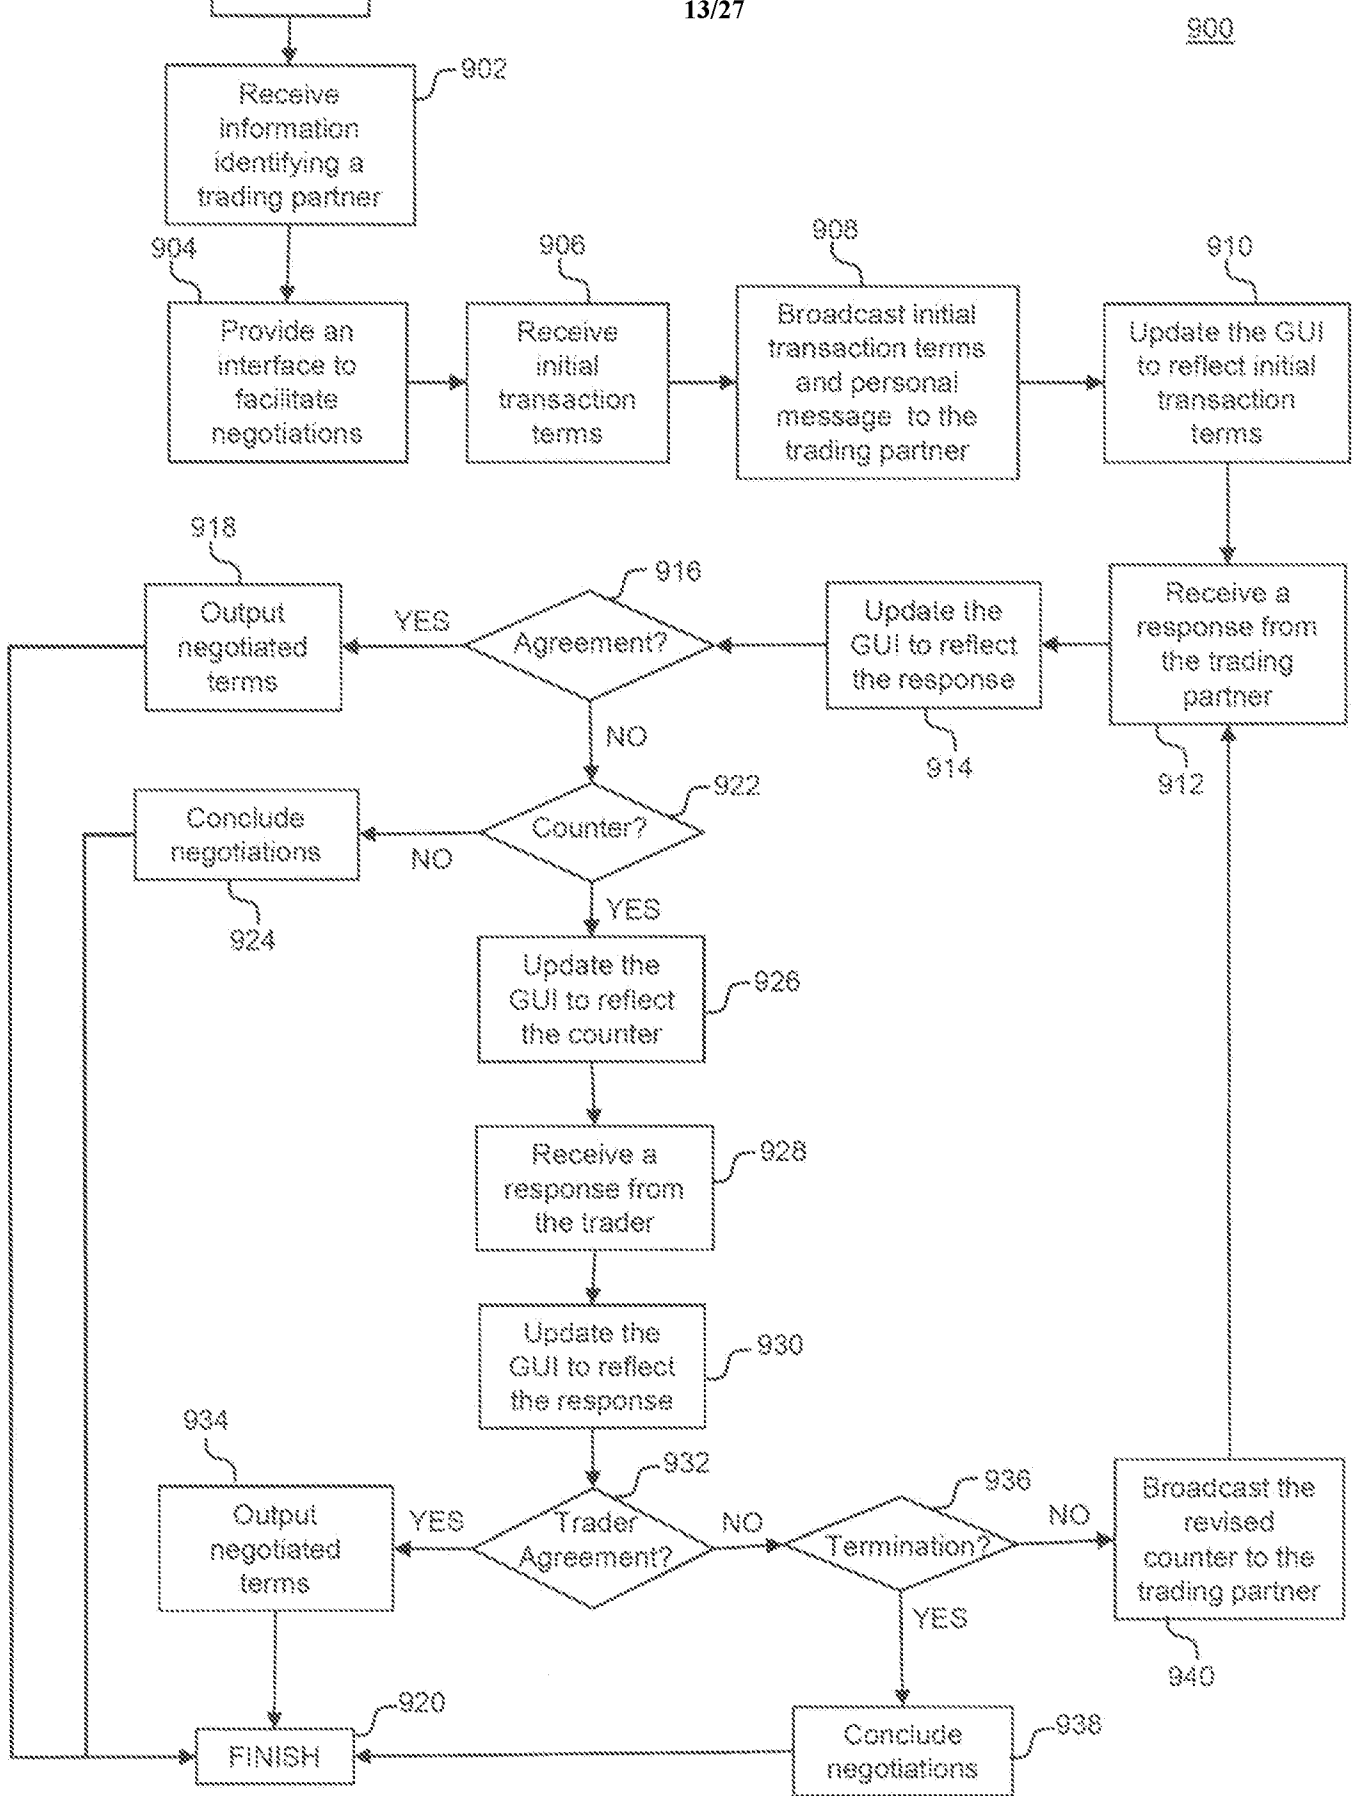 13/27
900
902
Receive
information
identifying a
trading partner
904
Provide an
interface to
facilitate
negotiations
906
Receive
initial
transaction
terms
908
Broadcast initial
transaction terms
and personal
message to the
trading partner
910
Update the GUI
to reflect initial
transaction
terms
Receive a
response from
the trading
partner
912
Update the
GUI to reflect
the response
914
916
Agreement?
YES
918
Output
negotiated
terms
NO
922
Counter?
NO
Conclude
negotiations
924
YES
Update the
GUI to reflect
the counter
926
Receive a
response from
the trader
928
Update the
GUI to reflect
the response
930
932
Trader
Agreement?
YES
934
Output
negotiated
terms
NO
936
Termination?
NO
Broadcast the
revised
counter to the
trading partner
940
YES
Conclude
negotiations
938
920
FINISH